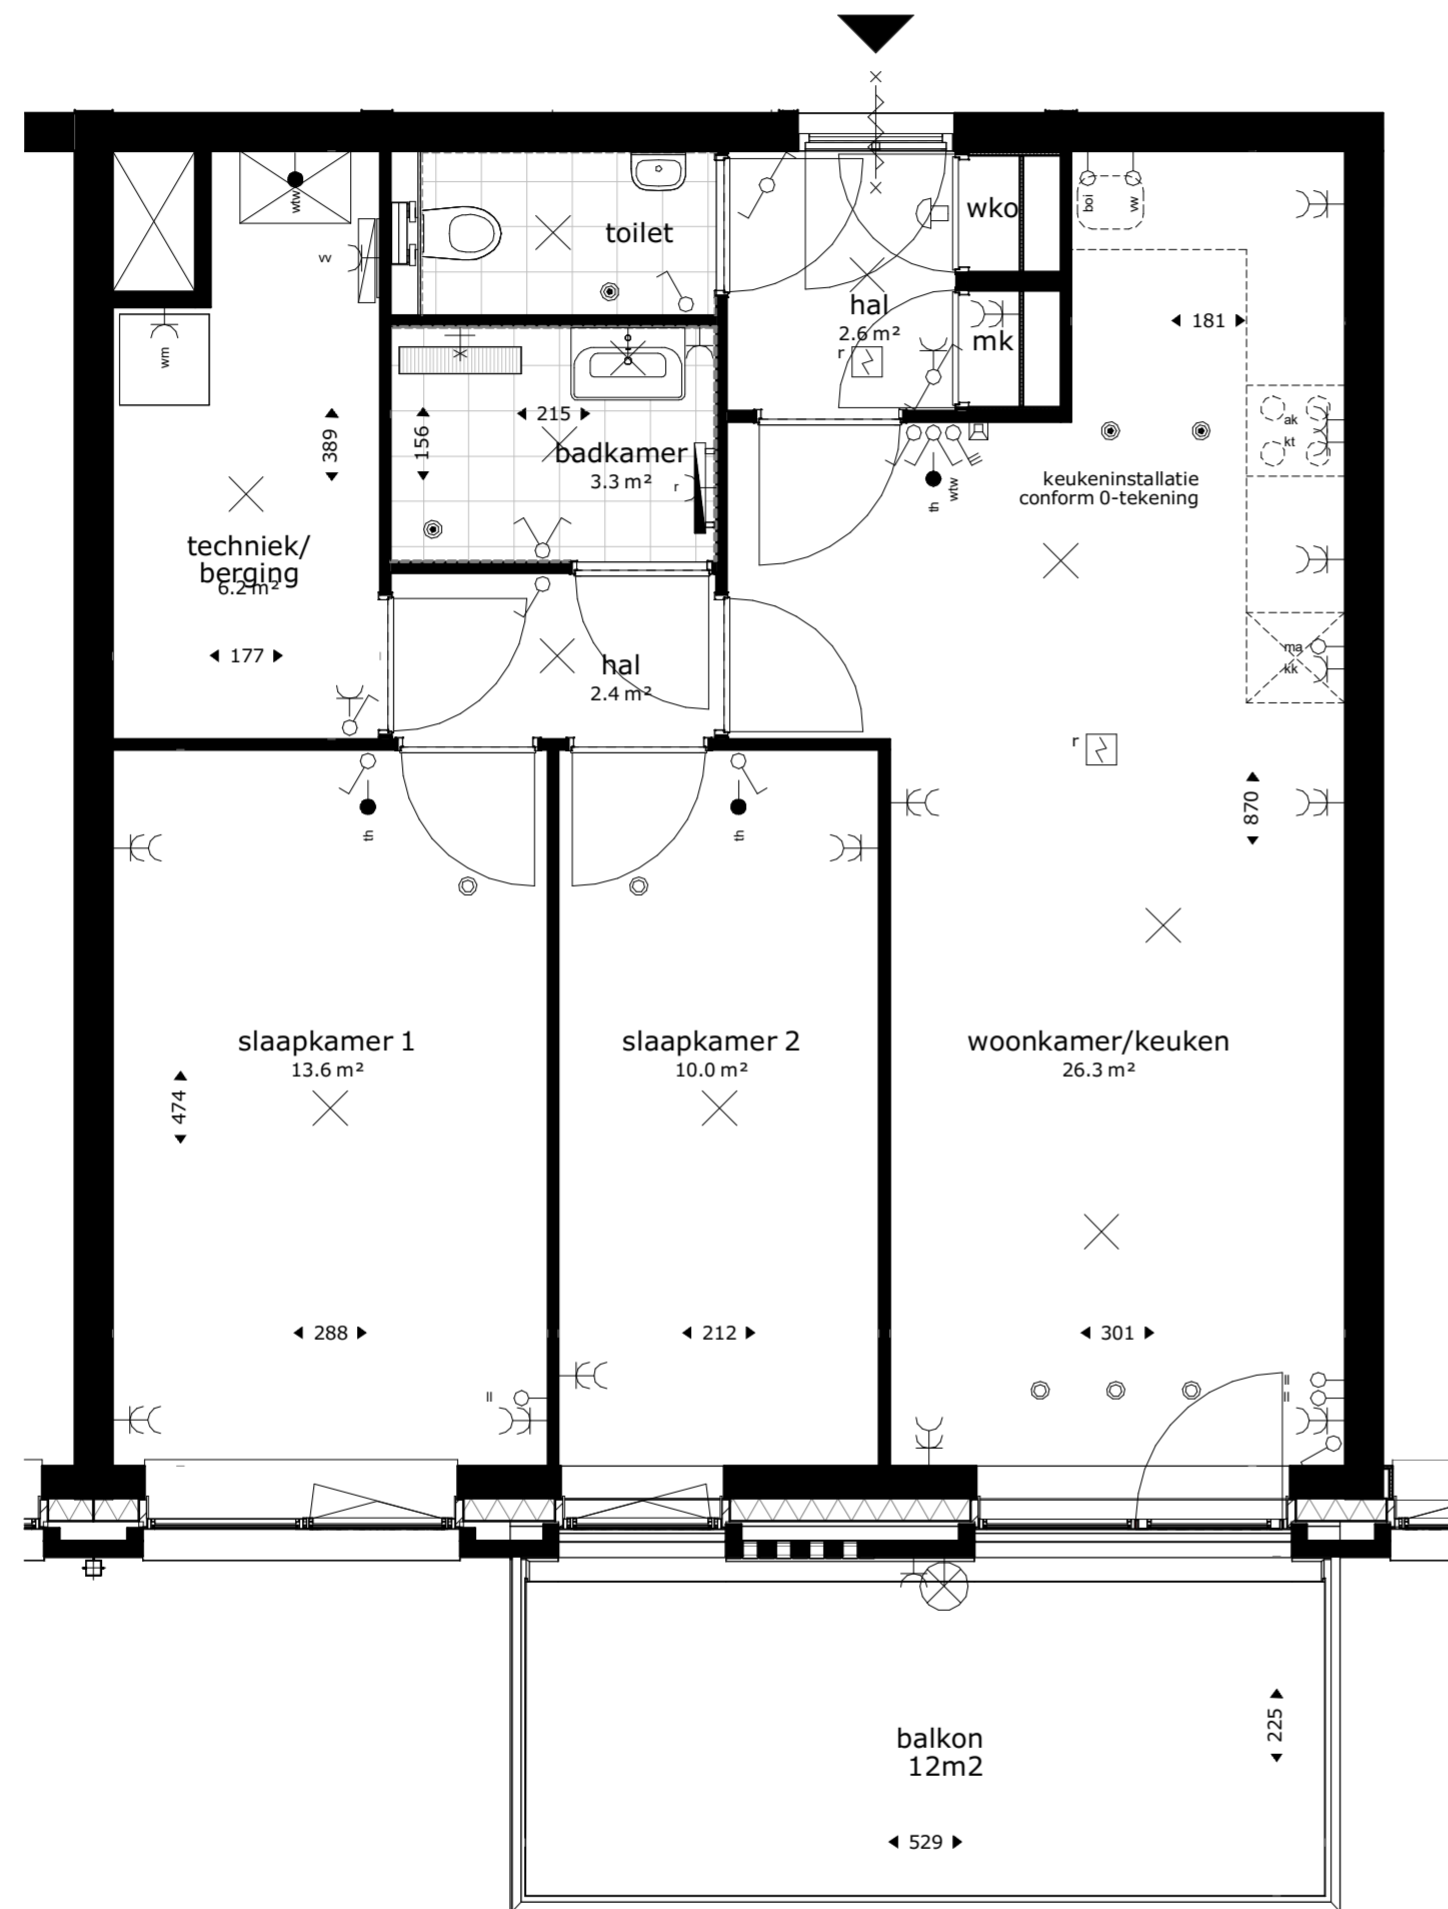 wtw
toilet
wko
boi
vv
vv
hal
2.6 m²
r
mk
181
wm
389
156
215
badkamer
3.3 m²
r
ak
kt
keukeninstallatie
conform 0-tekening
th
wtw
techniek/
berging
6.2 m²
177
hal
2.4 m²
ma
kk
r
870
th
th
slaapkamer 1
13.6 m²
slaapkamer 2
10.0 m²
woonkamer/keuken
26.3 m²
474
288
212
301
225
balkon
12m2
529